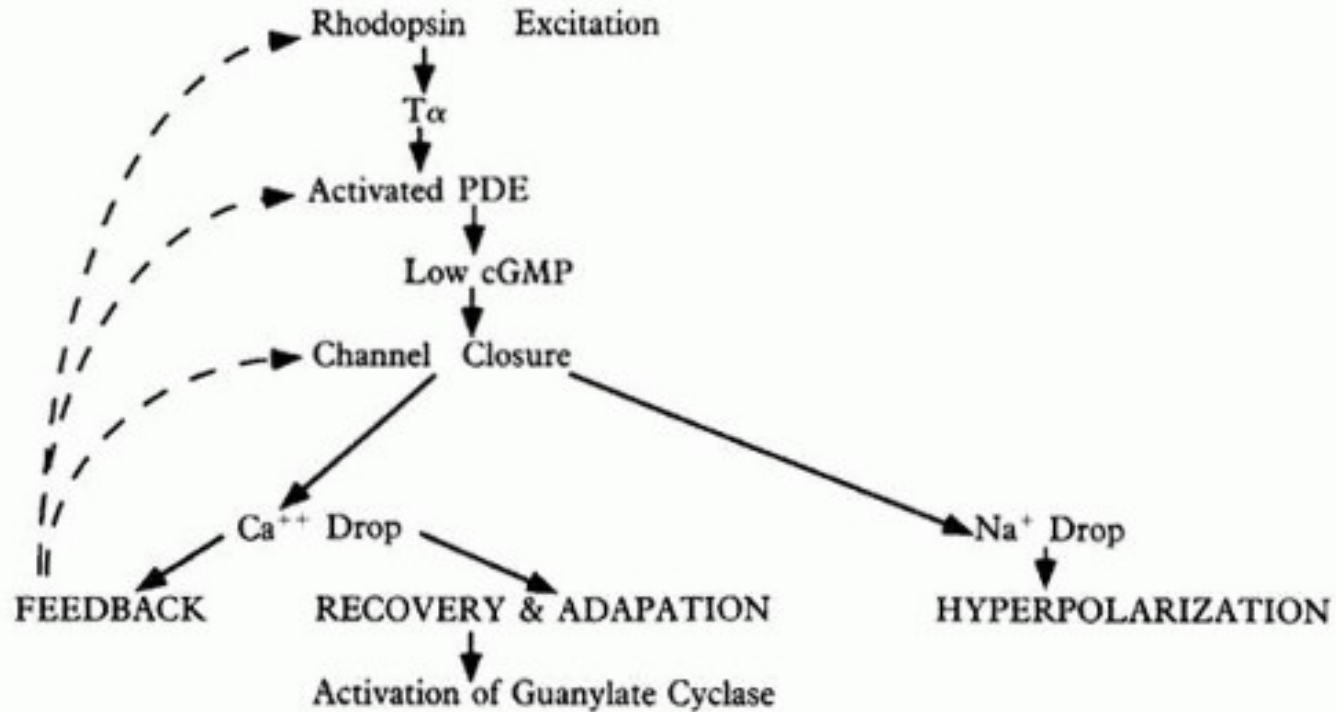 Rhodopsin Excitation
Tα
Activated PDE
Low cGMP
Channel Closure
Ca⁺⁺ Drop
Na⁺ Drop
FEEDBACK
RECOVERY & ADAPATION
HYPERPOLARIZATION
Activation of Guanylate Cyclase